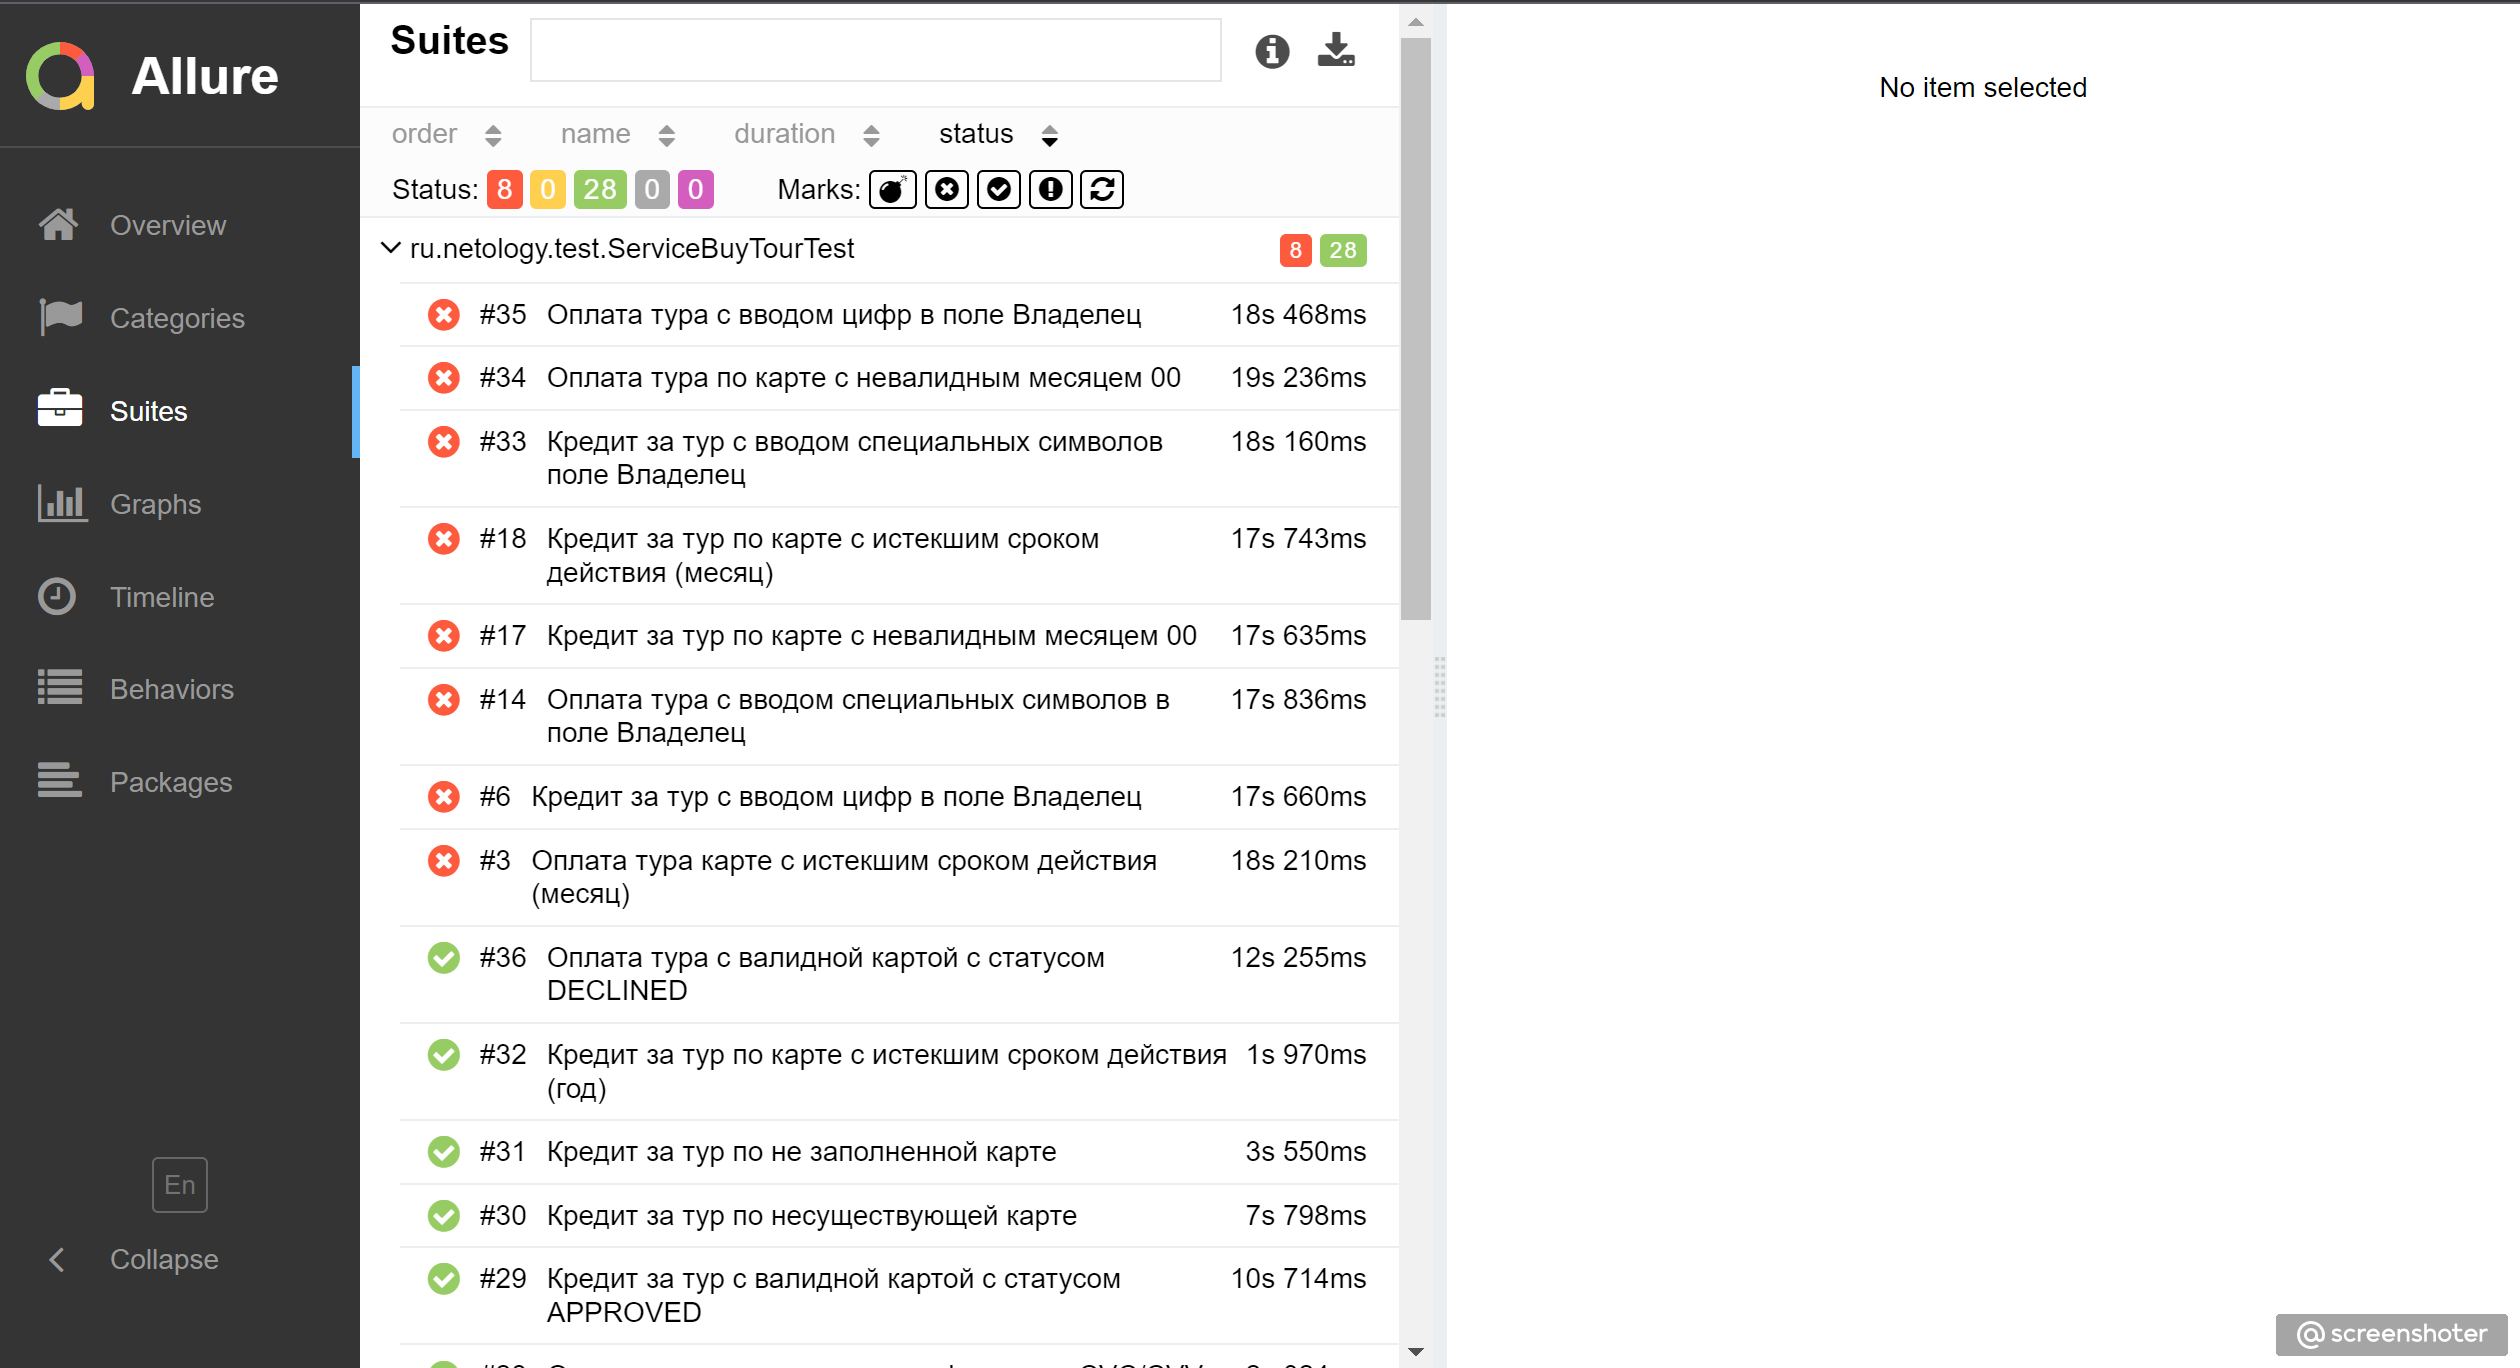 Allure
Overview
Categories
Suites
Graphs
Timeline
Behaviors
Packages
En
Collapse
Suites
order name duration status
Status: 8 0 28 0 0 Marks:
ru.netology.test.ServiceBuyTourTest 8 28
#35 Оплата тура с вводом цифр в поле Владелец 18s 468ms
#34 Оплата тура по карте с невалидным месяцем 00 19s 236ms
#33 Кредит за тур с вводом специальных символов 18s 160ms
поле Владелец
#18 Кредит за тур по карте с истекшим сроком 17s 743ms
действия (месяц)
#17 Кредит за тур по карте с невалидным месяцем 00 17s 635ms
#14 Оплата тура с вводом специальных символов в 17s 836ms
поле Владелец
#6 Кредит за тур с вводом цифр в поле Владелец 17s 660ms
#3 Оплата тура карте с истекшим сроком действия 18s 210ms
(месяц)
#36 Оплата тура с валидной картой с статусом 12s 255ms
DECLINED
#32 Кредит за тур по карте с истекшим сроком действия 1s 970ms
(год)
#31 Кредит за тур по не заполненной карте 3s 550ms
#30 Кредит за тур по несуществующей карте 7s 798ms
#29 Кредит за тур с валидной картой с статусом 10s 714ms
APPROVED
No item selected
@screenshoter